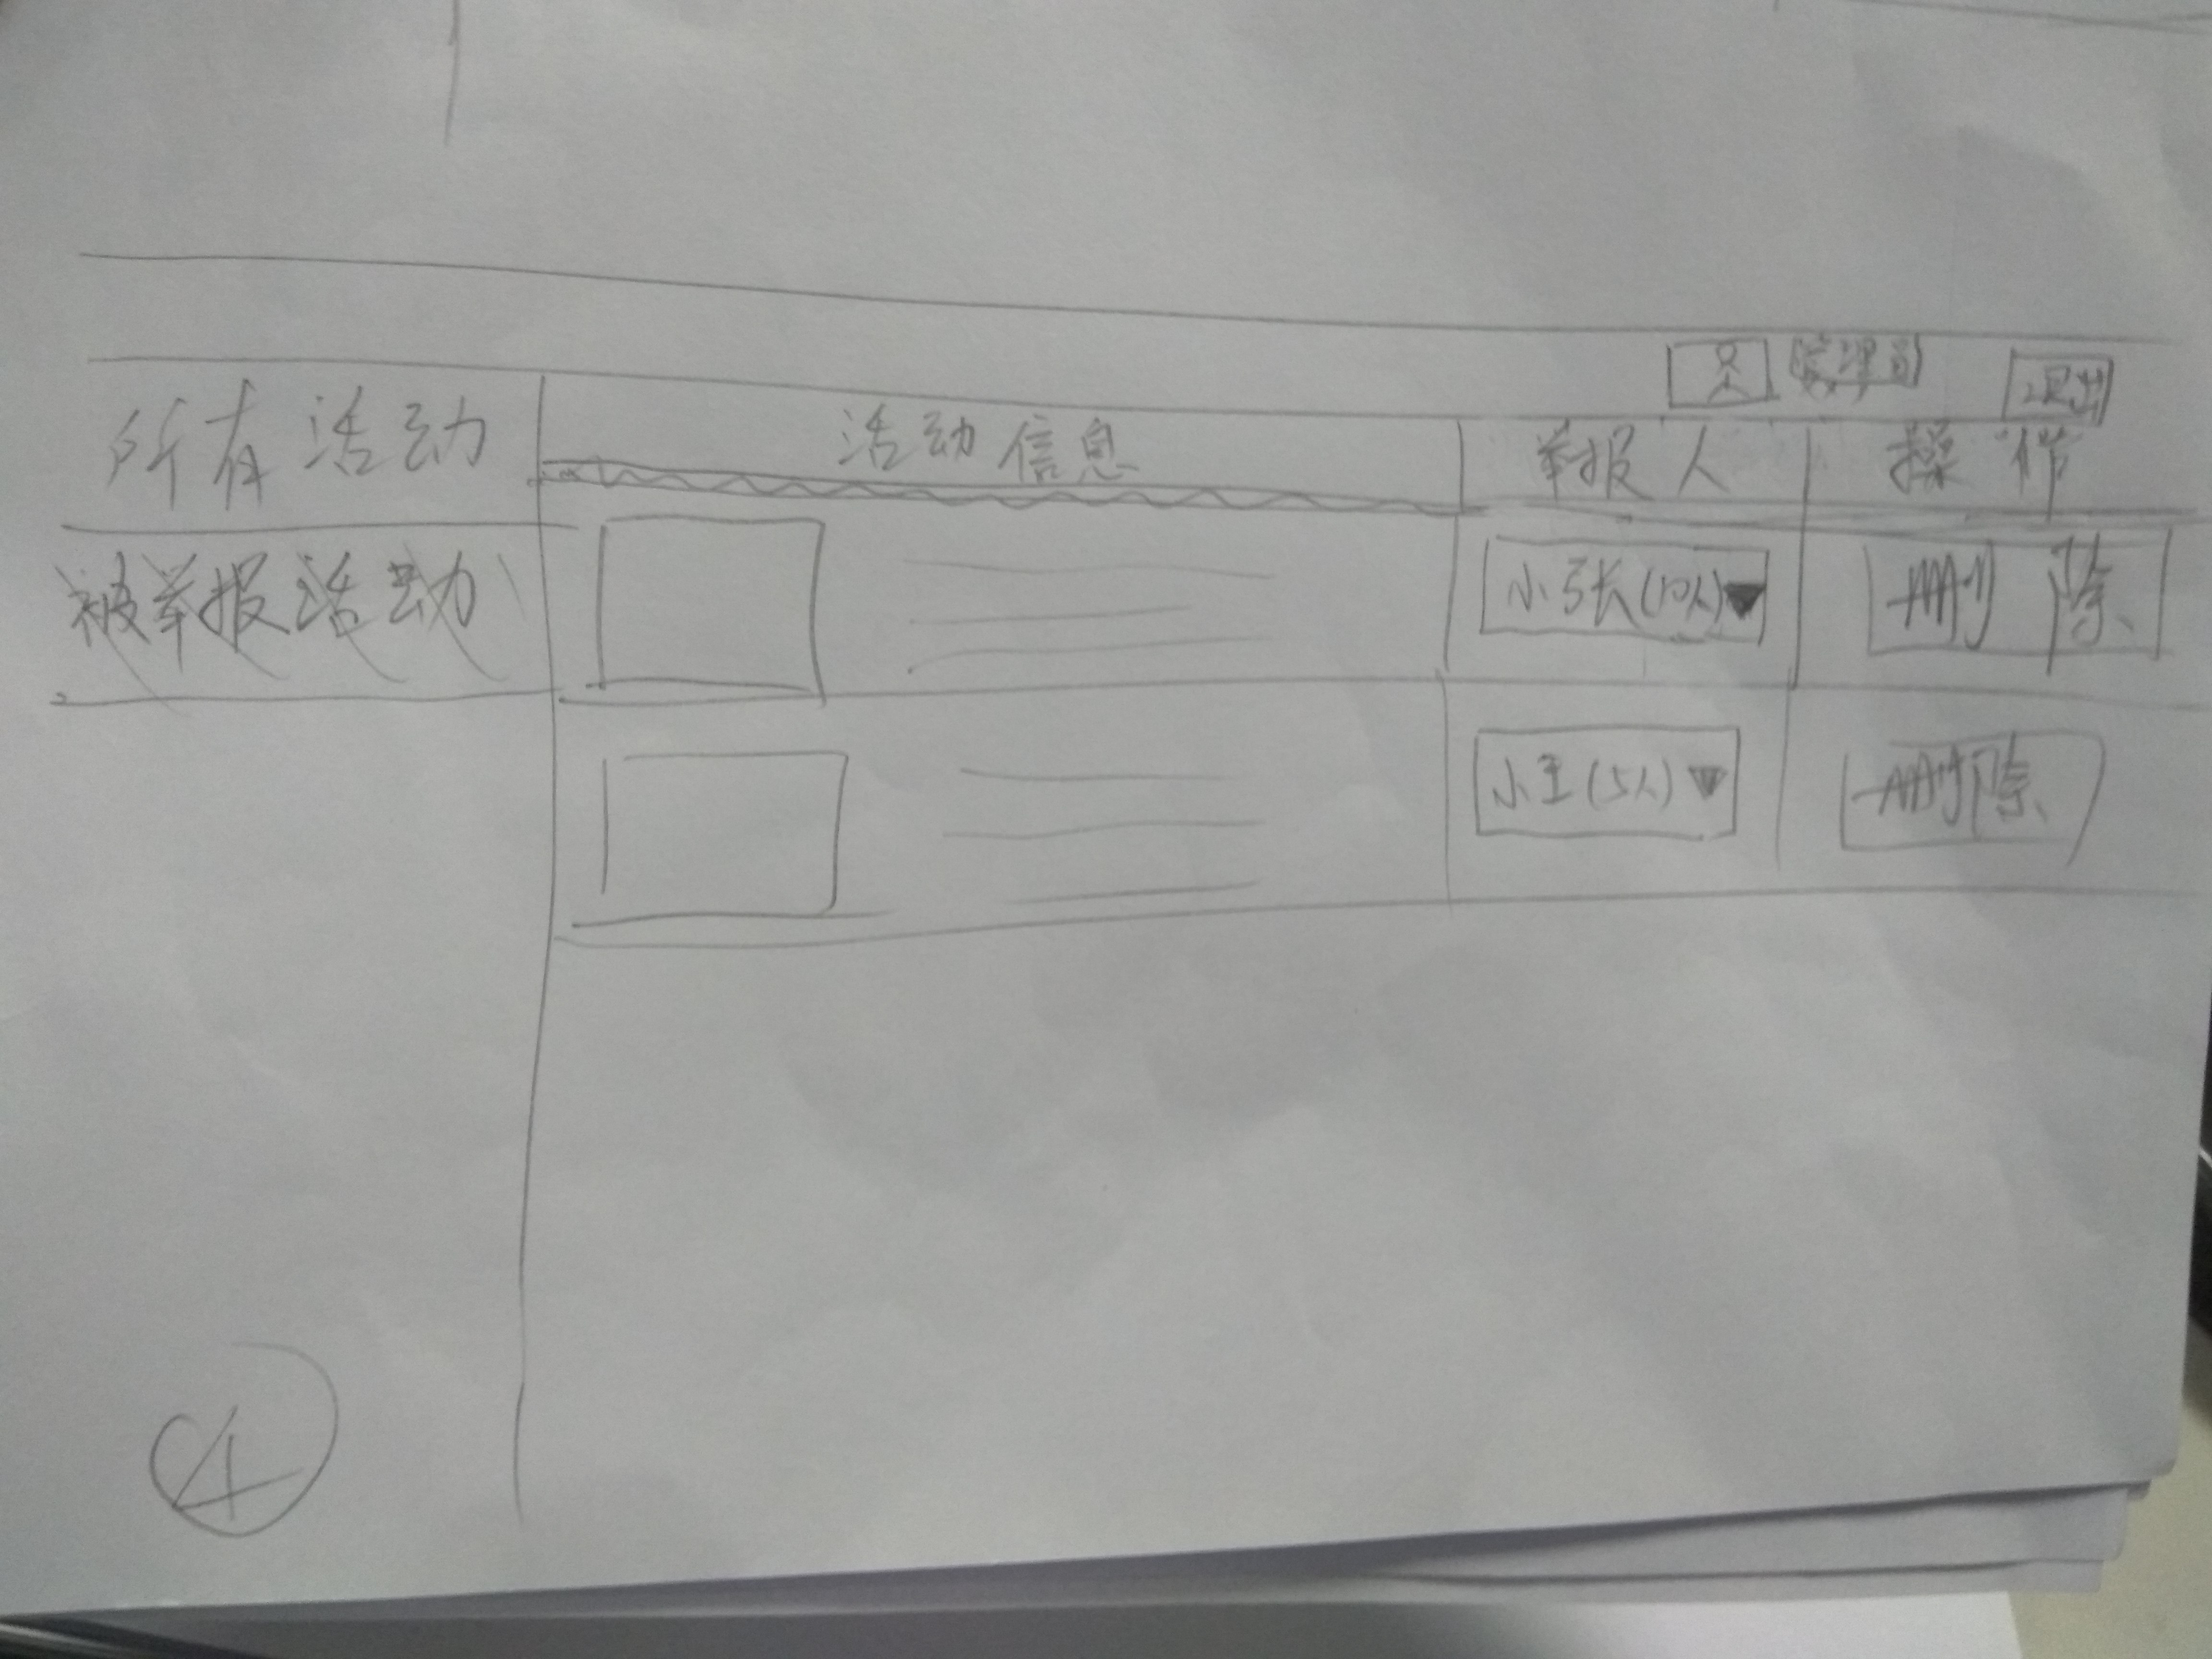 管理员 退出
所有活动 活动信息 举报人 操作
被举报活动 小张(10人) 删除
小王(5人) 删除
4